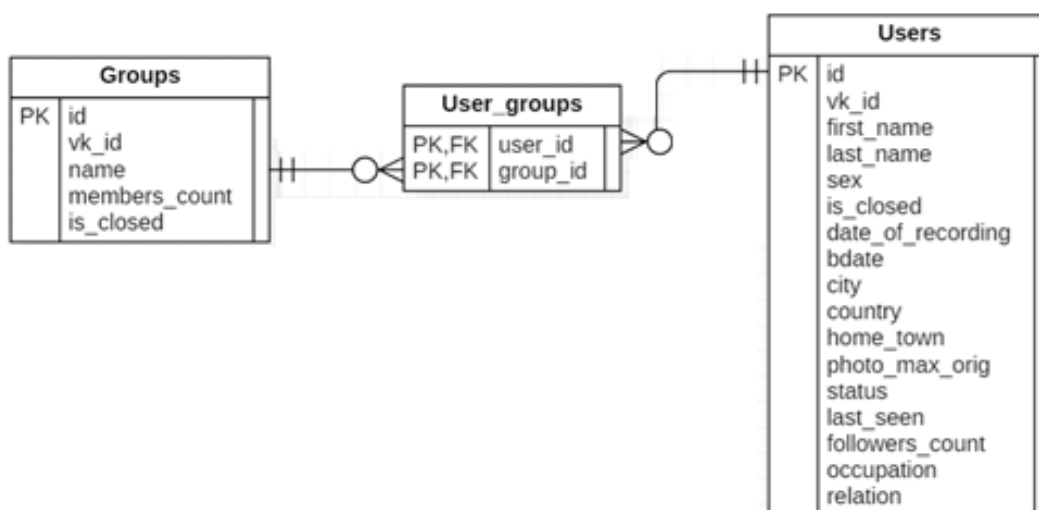 Groups
PK id
vk_id
name
members_count
is_closed
User_groups
PK,FK user_id
PK,FK group_id
Users
PK id
vk_id
first_name
last_name
sex
is_closed
date_of_recording
bdate
city
country
home_town
photo_max_orig
status
last_seen
followers_count
occupation
relation